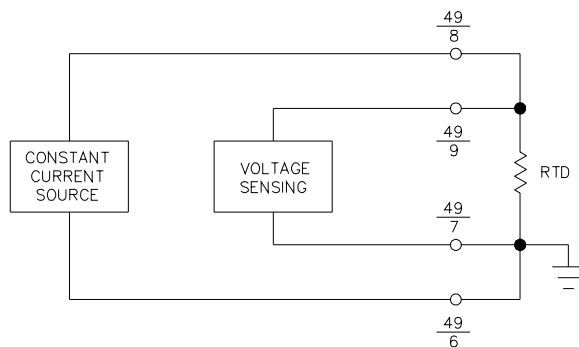 49
8
49
9
CONSTANT
CURRENT
SOURCE
VOLTAGE
SENSING
RTD
49
7
49
6